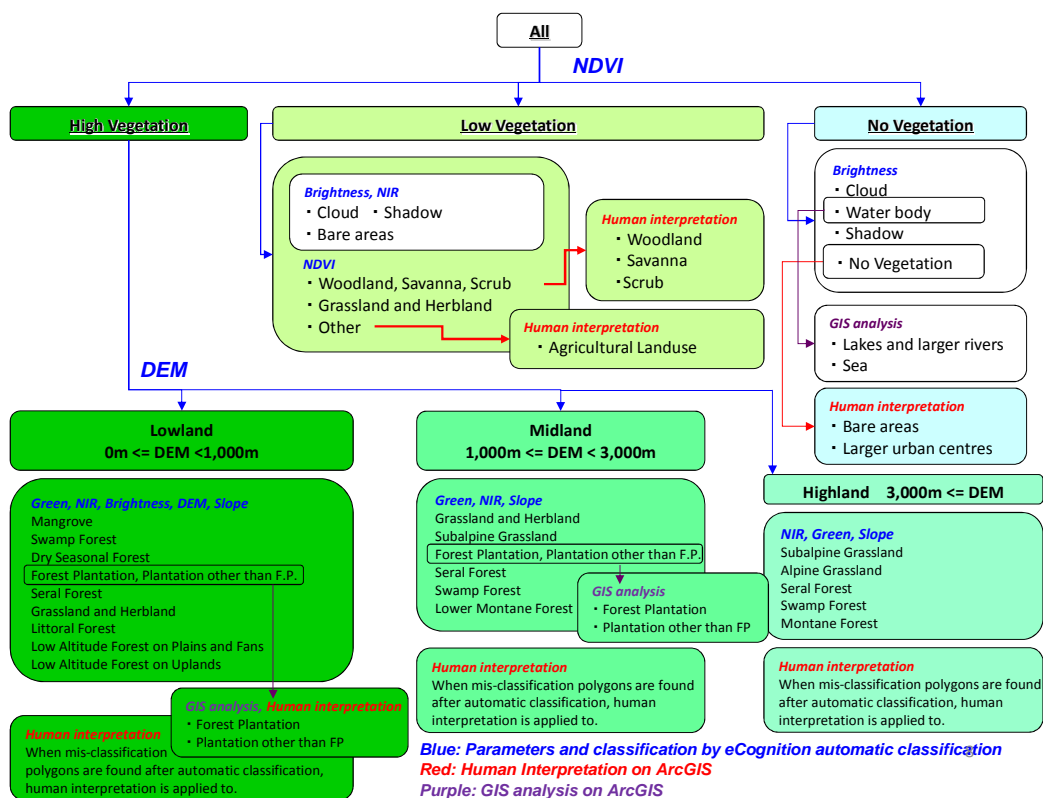 All
NDVI
High Vegetation
Low Vegetation
No Vegetation
Brightness, NIR
・Cloud ・Shadow
・Bare areas
NDVI
・Woodland, Savanna, Scrub
・Grassland and Herbland
・Other
Human interpretation
・Woodland
・Savanna
・Scrub
Human interpretation
・Agricultural Landuse
Brightness
・Cloud
・Water body
・Shadow
・No Vegetation
GIS analysis
・Lakes and larger rivers
・Sea
Human interpretation
・Bare areas
・Larger urban centres
DEM
Lowland
0m <= DEM <1,000m
Green, NIR, Brightness, DEM, Slope
Mangrove
Swamp Forest
Dry Seasonal Forest
Forest Plantation, Plantation other than F.P.
Seral Forest
Grassland and Herbland
Littoral Forest
Low Altitude Forest on Plains and Fans
Low Altitude Forest on Uplands
GIS analysis, Human interpretation
・Forest Plantation
・Plantation other than FP
Human interpretation
When mis-classification
polygons are found after automatic classification,
human interpretation is applied to.
Midland
1,000m <= DEM < 3,000m
Green, NIR, Slope
Grassland and Herbland
Subalpine Grassland
Forest Plantation, Plantation other than F.P.
Seral Forest
Swamp Forest
Lower Montane Forest
GIS analysis
・Forest Plantation
・Plantation other than FP
Human interpretation
When mis-classification polygons are found
after automatic classification, human
interpretation is applied to.
Highland 3,000m <= DEM
NIR, Green, Slope
Subalpine Grassland
Alpine Grassland
Seral Forest
Swamp Forest
Montane Forest
Human interpretation
When mis-classification polygons are found
after automatic classification, human
interpretation is applied to.
Blue: Parameters and classification by eCognition automatic classification
Red: Human Interpretation on ArcGIS
Purple: GIS analysis on ArcGIS